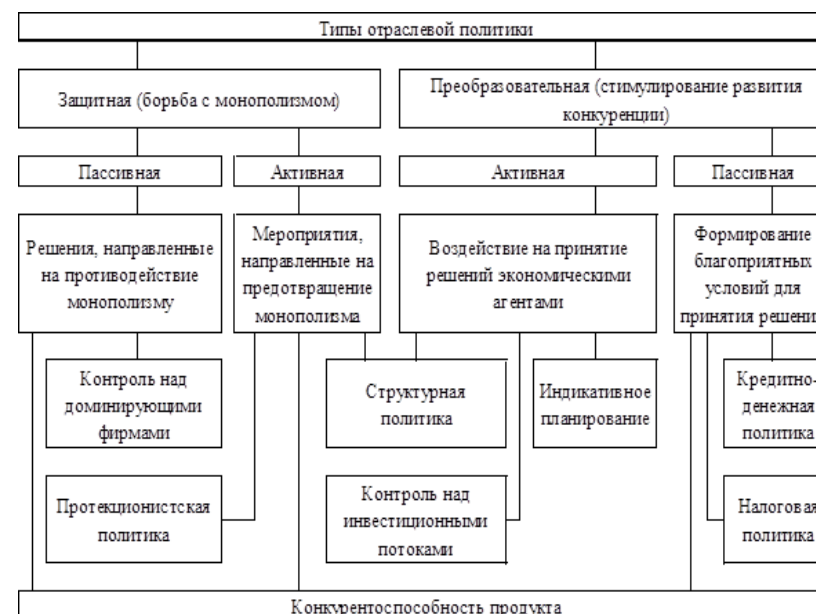 Типы отраслевой политики
Защитная (борьба с монополизмом)
Преобразовательная (стимулирование развития
конкуренции)
Пассивная
Активная
Активная
Пассивная
Решения, направленные
на противодействие
монополизму
Мероприятия,
направленные на
предотвращение
монополизма
Воздействие на принятие
решений экономическими
агентами
Формирование
благоприятных
условий для
принятия
Контроль над
доминирующими
фирмами
Структурная
политика
Индикативное
планирование
Кредитно-
денежная
политика
Протекционистская
политика
Контроль над
инвестиционными
потоками
Налоговая
политика
Конкурентоспособность продукта